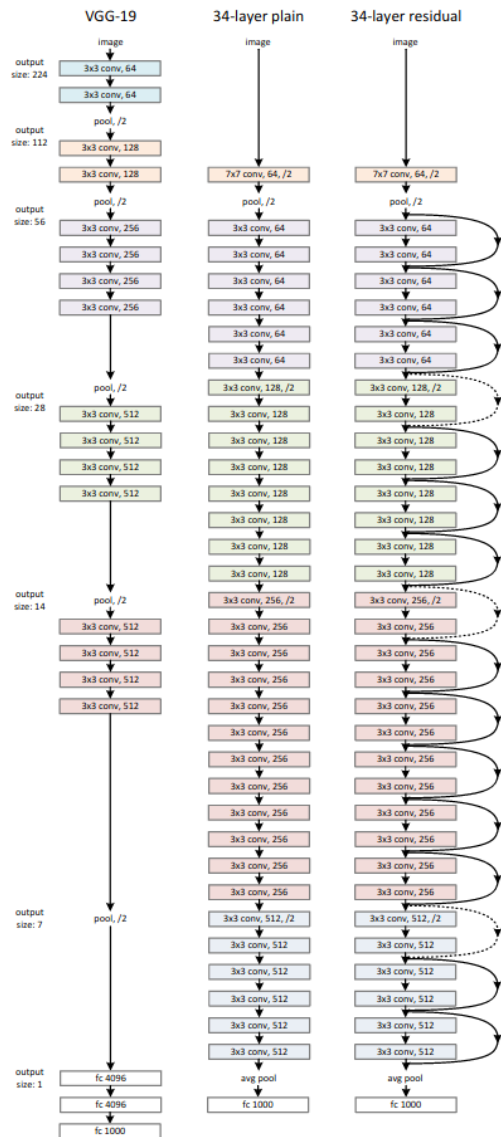 VGG-19
image
output
size: 224
3x3 conv, 64
3x3 conv, 64
pool, /2
output
size: 112
3x3 conv, 128
3x3 conv, 128
pool, /2
output
size: 56
3x3 conv, 256
3x3 conv, 256
3x3 conv, 256
3x3 conv, 256
pool, /2
output
size: 28
3x3 conv, 512
3x3 conv, 512
3x3 conv, 512
3x3 conv, 512
pool, /2
output
size: 14
3x3 conv, 512
3x3 conv, 512
3x3 conv, 512
3x3 conv, 512
pool, /2
output
size: 7
output
size: 1
fc 4096
fc 4096
fc 1000
34-layer plain
image
7x7 conv, 64, /2
pool, /2
3x3 conv, 64
3x3 conv, 64
3x3 conv, 64
3x3 conv, 64
3x3 conv, 64
3x3 conv, 64
3x3 conv, 128, /2
3x3 conv, 128
3x3 conv, 128
3x3 conv, 128
3x3 conv, 128
3x3 conv, 128
3x3 conv, 128
3x3 conv, 128
3x3 conv, 256, /2
3x3 conv, 256
3x3 conv, 256
3x3 conv, 256
3x3 conv, 256
3x3 conv, 256
3x3 conv, 256
3x3 conv, 256
3x3 conv, 256
3x3 conv, 256
3x3 conv, 256
3x3 conv, 256
3x3 conv, 512, /2
3x3 conv, 512
3x3 conv, 512
3x3 conv, 512
3x3 conv, 512
3x3 conv, 512
avg pool
fc 1000
34-layer residual
image
7x7 conv, 64, /2
pool, /2
3x3 conv, 64
3x3 conv, 64
3x3 conv, 64
3x3 conv, 64
3x3 conv, 64
3x3 conv, 64
3x3 conv, 128, /2
3x3 conv, 128
3x3 conv, 128
3x3 conv, 128
3x3 conv, 128
3x3 conv, 128
3x3 conv, 128
3x3 conv, 128
3x3 conv, 256, /2
3x3 conv, 256
3x3 conv, 256
3x3 conv, 256
3x3 conv, 256
3x3 conv, 256
3x3 conv, 256
3x3 conv, 256
3x3 conv, 256
3x3 conv, 256
3x3 conv, 256
3x3 conv, 256
3x3 conv, 512, /2
3x3 conv, 512
3x3 conv, 512
3x3 conv, 512
3x3 conv, 512
3x3 conv, 512
avg pool
fc 1000